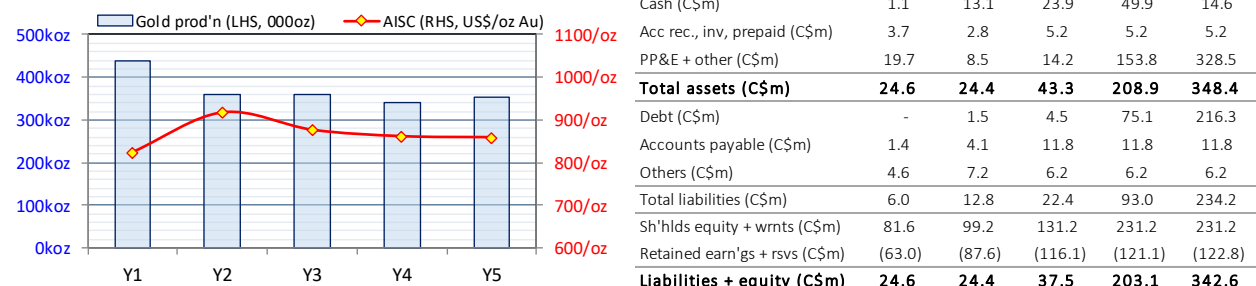 Gold prod'n (LHS, 000oz) AISC (RHS, US$/oz Au)
500koz 1100/oz
400koz 1000/oz
300koz 900/oz
200koz 800/oz
100koz 700/oz
0koz 600/oz
Y1 Y2 Y3 Y4 Y5
Cash (C$m) 1.1 13.1 23.9 49.9 14.6
Acc rec., inv, prepaid (C$m) 3.7 2.8 5.2 5.2 5.2
PP&E + other (C$m) 19.7 8.5 14.2 153.8 328.5
Total assets (C$m) 24.6 24.4 43.3 208.9 348.4
Debt (C$m) - 1.5 4.5 75.1 216.3
Accounts payable (C$m) 1.4 4.1 11.8 11.8 11.8
Others (C$m) 4.6 7.2 6.2 6.2 6.2
Total liabilities (C$m) 6.0 12.8 22.4 93.0 234.2
Sh'hlds equity + wrnts (C$m) 81.6 99.2 131.2 231.2 231.2
Retained earn'gs + rsvs (C$m) (63.0) (87.6) (116.1) (121.1) (122.8)
Liabilities + equity (C$m) 24.6 24.4 37.5 203.1 342.6